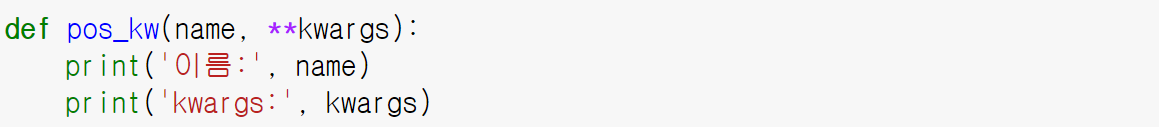 def pos_kw(name, **kwargs):
    print('이름:', name)
    print('kwargs:', kwargs)